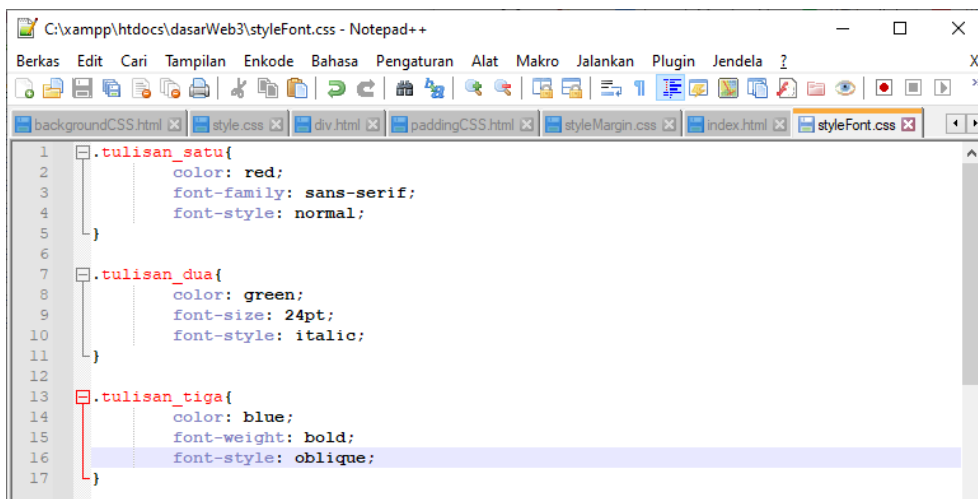 C:\xampp\htdocs\dasarWeb3\styleFont.css - Notepad++
Berkas Edit Cari Tampilan Enkode Bahasa Pengaturan Alat Makro Jalankan Plugin Jendela ? X
backgroundCSS.html style.css div.html paddingCSS.html styleMargin.css index.html styleFont.css
1 .tulisan_satu{
2 color: red;
3 font-family: sans-serif;
4 font-style: normal;
5 }
6
7 .tulisan_dua{
8 color: green;
9 font-size: 24pt;
10 font-style: italic;
11 }
12
13 .tulisan_tiga{
14 color: blue;
15 font-weight: bold;
16 font-style: oblique;
17 }